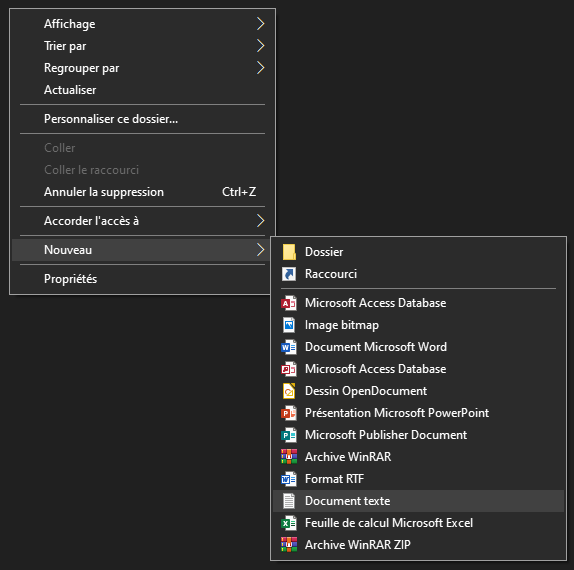 Affichage
Trier par
Regrouper par
Actualiser
Personnaliser ce dossier...
Coller
Coller le raccourci
Annuler la suppression Ctrl+Z
Accorder l'accès à
Nouveau
Propriétés
Dossier
Raccourci
Microsoft Access Database
Image bitmap
Document Microsoft Word
Microsoft Access Database
Dessin OpenDocument
Présentation Microsoft PowerPoint
Microsoft Publisher Document
Archive WinRAR
Format RTF
Document texte
Feuille de calcul Microsoft Excel
Archive WinRAR ZIP